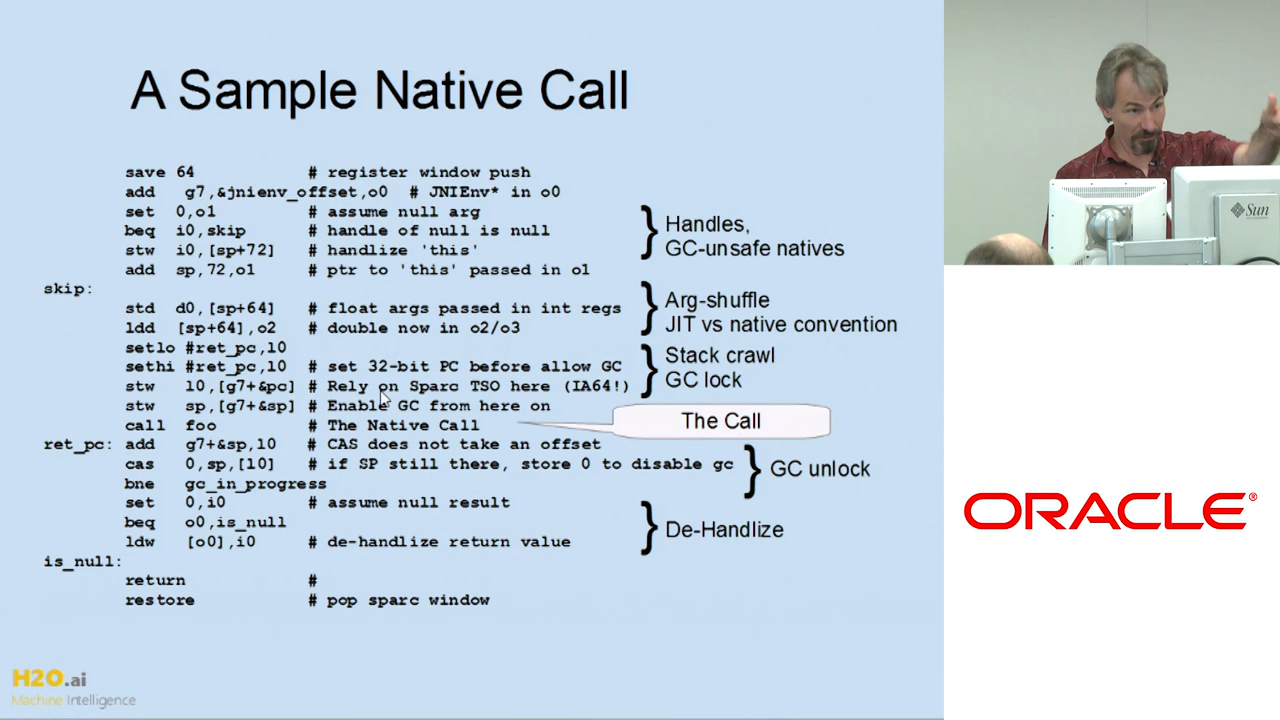 A Sample Native Call
save 64 # register window push
add g7,&jnienv_offset,o0 # JNIEnv* in o0
set 0,o1 # assume null arg
beq i0,skip # handle of null is null
stw i0,[sp+72] # handlize 'this'
add sp,72,o1 # ptr to 'this' passed in o1
} Handles,
GC-unsafe natives
skip:
std d0,[sp+64] # float args passed in int regs
ldd [sp+64],o2 # double now in o2/o3
} Arg-shuffle
JIT vs native convention
setlo #ret_pc,l0
sethi #ret_pc,l0 # set 32-bit PC before allow GC
stw l0,[g7+&pc] # Rely on Sparc TSO here (IA64!)
} Stack crawl
GC lock
stw sp,[g7+&sp] # Enable GC from here on
call foo # The Native Call
The Call
ret_pc: add g7+&sp,l0 # CAS does not take an offset
cas 0,sp,[l0] # if SP still there, store 0 to disable gc
bne gc_in_progress
} GC unlock
set 0,i0 # assume null result
beq o0,is_null
ldw [o0],i0 # de-handlize return value
} De-Handlize
is_null:
return #
restore # pop sparc window
H2O.ai
Machine Intelligence
Sun
ORACLE®